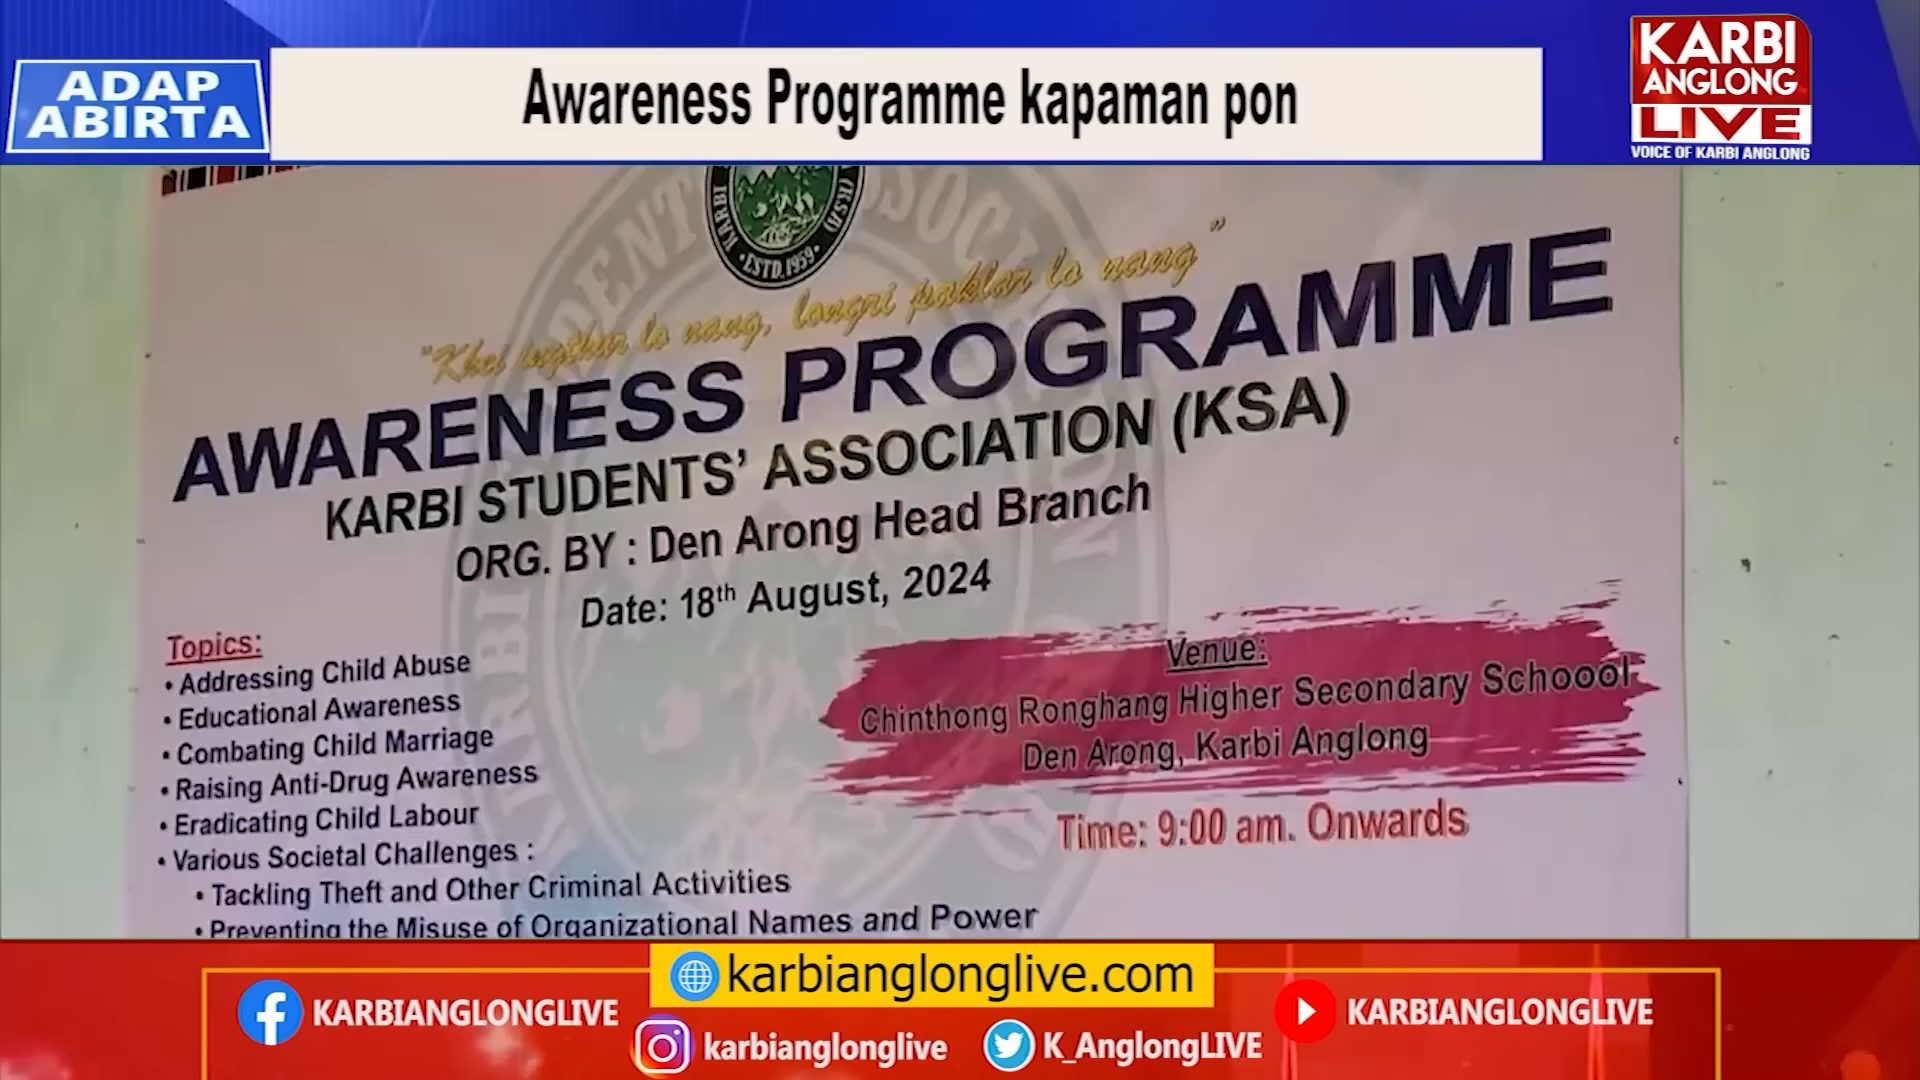 ADAP
ABIRTA
Awareness Programme kapaman pon
KARBI
ANGLONG
LIVE
VOICE OF KARBI ANGLONG
KARBI (KSA)
ESTD.1959
"Khei ingthur lo nang, longri paklar lo nang"
AWARENESS PROGRAMME
KARBI STUDENTS' ASSOCIATION (KSA)
ORG. BY : Den Arong Head Branch
Date: 18th August, 2024
Topics:
• Addressing Child Abuse
• Educational Awareness
• Combating Child Marriage
• Raising Anti-Drug Awareness
• Eradicating Child Labour
• Various Societal Challenges :
• Tackling Theft and Other Criminal Activities
• Preventing the Misuse of Organizational Names and Power
Venue:
Chinthong Ronghang Higher Secondary Schoool
Den Arong, Karbi Anglong
Time: 9:00 am. Onwards
karbianglonglive.com
KARBIANGLONGLIVE
karbianglonglive
K_AnglongLIVE
KARBIANGLONGLIVE